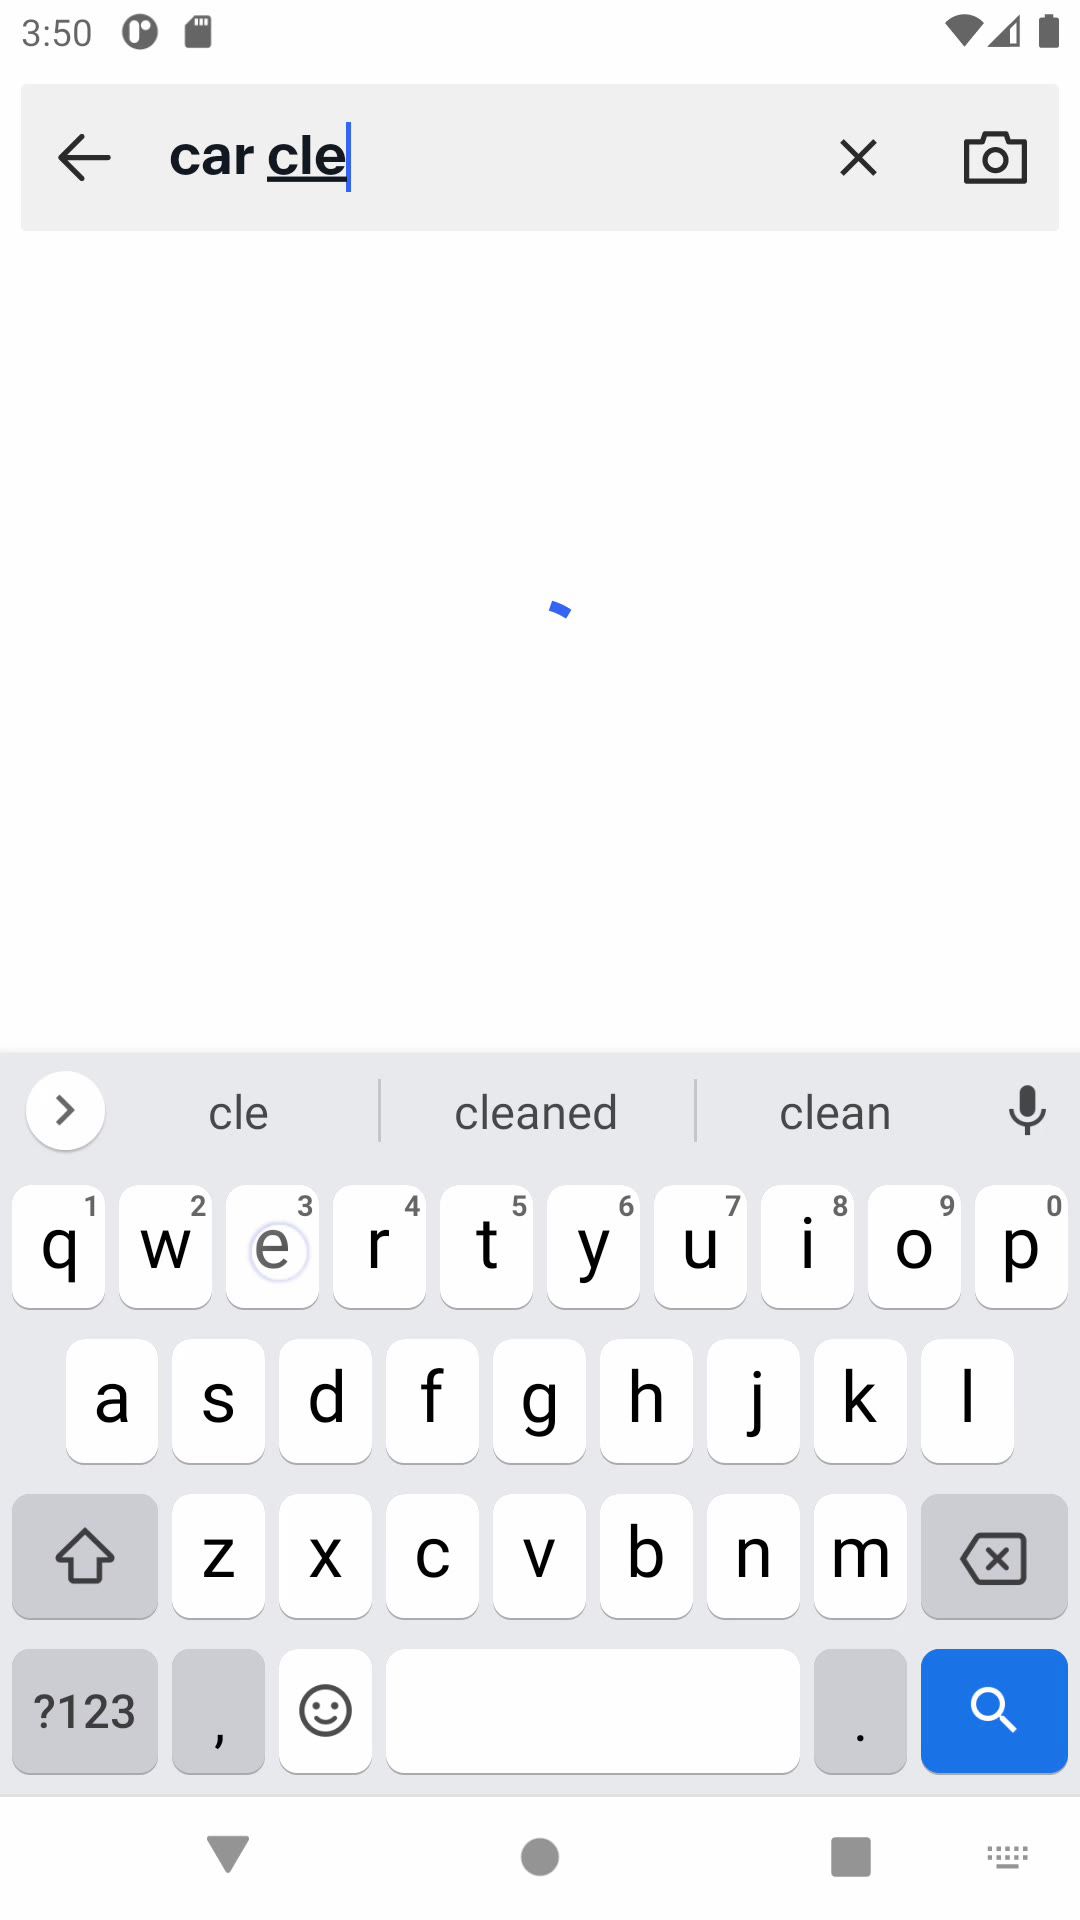 3:50
car cle
cle cleaned clean
1 2 3 4 5 6 7 8 9 0
q w e r t y u i o p
a s d f g h j k l
z x c v b n m
?123 , .